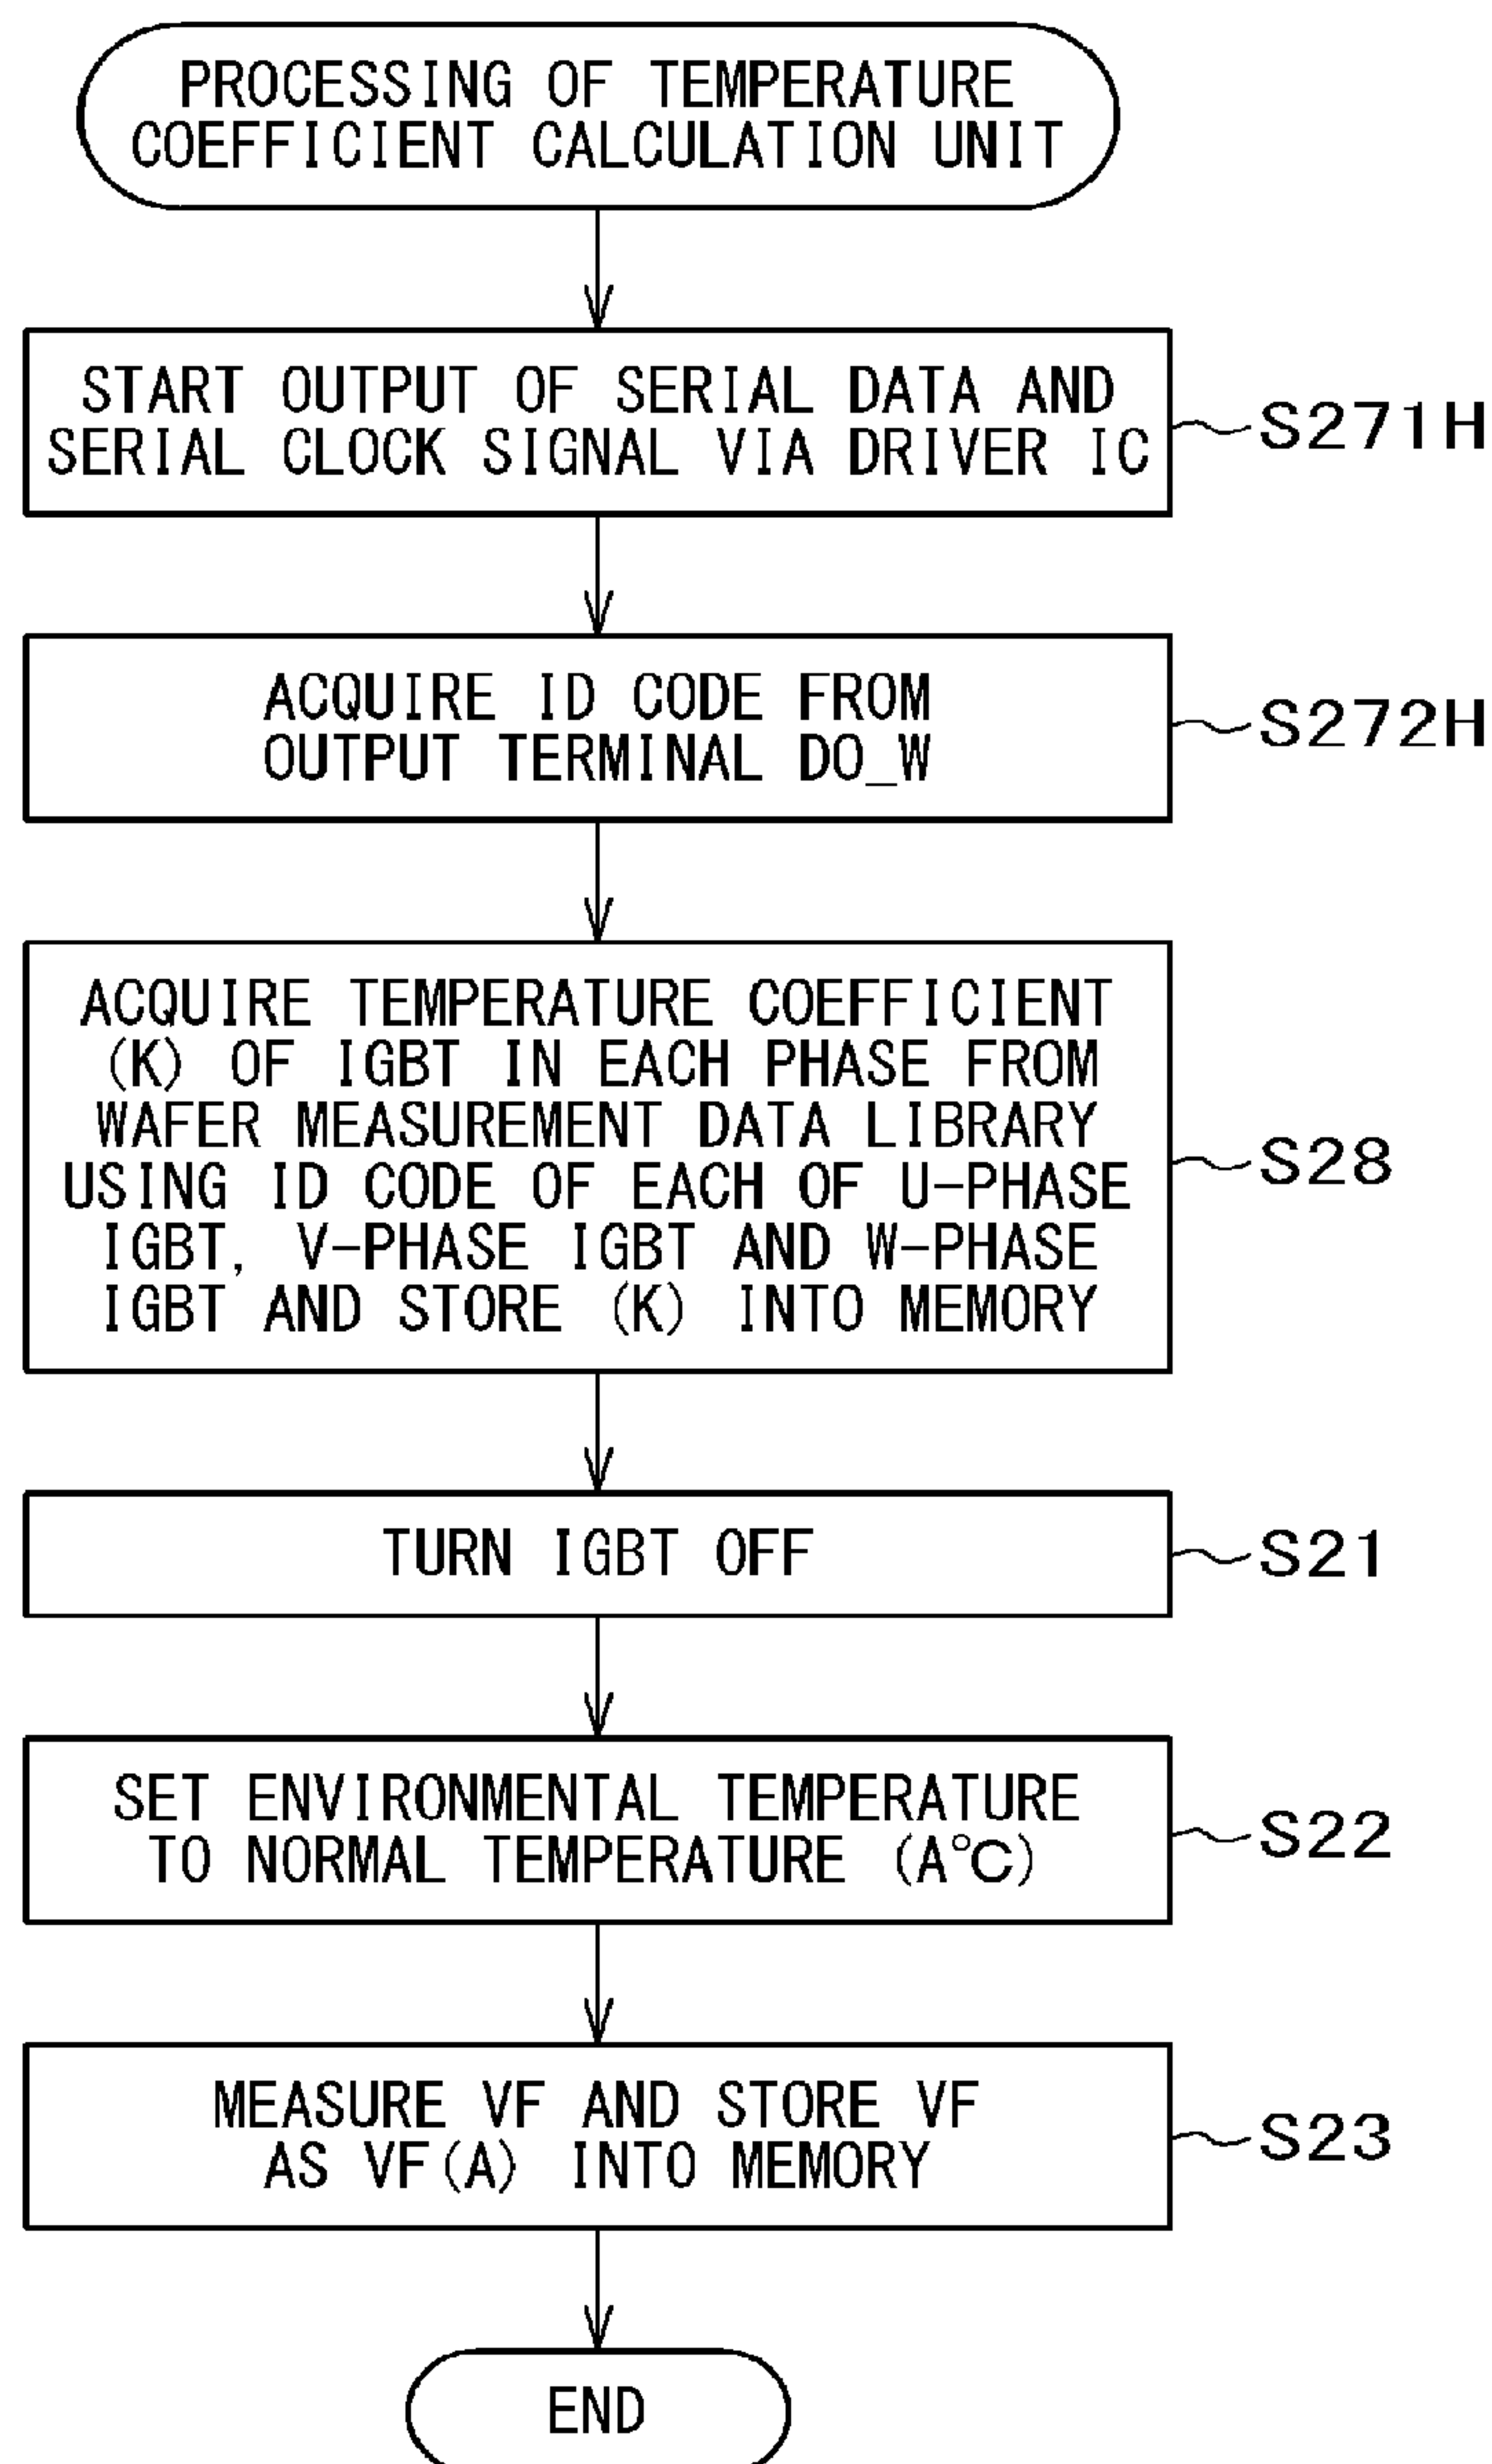 PROCESSING OF TEMPERATURE
COEFFICIENT CALCULATION UNIT
START OUTPUT OF SERIAL DATA AND
SERIAL CLOCK SIGNAL VIA DRIVER IC
S271H
ACQUIRE ID CODE FROM
OUTPUT TERMINAL DO_W
S272H
ACQUIRE TEMPERATURE COEFFICIENT
(K) OF IGBT IN EACH PHASE FROM
WAFER MEASUREMENT DATA LIBRARY
USING ID CODE OF EACH OF U-PHASE
IGBT, V-PHASE IGBT AND W-PHASE
IGBT AND STORE (K) INTO MEMORY
S28
TURN IGBT OFF
S21
SET ENVIRONMENTAL TEMPERATURE
TO NORMAL TEMPERATURE (A℃)
S22
MEASURE VF AND STORE VF
AS VF(A) INTO MEMORY
S23
END